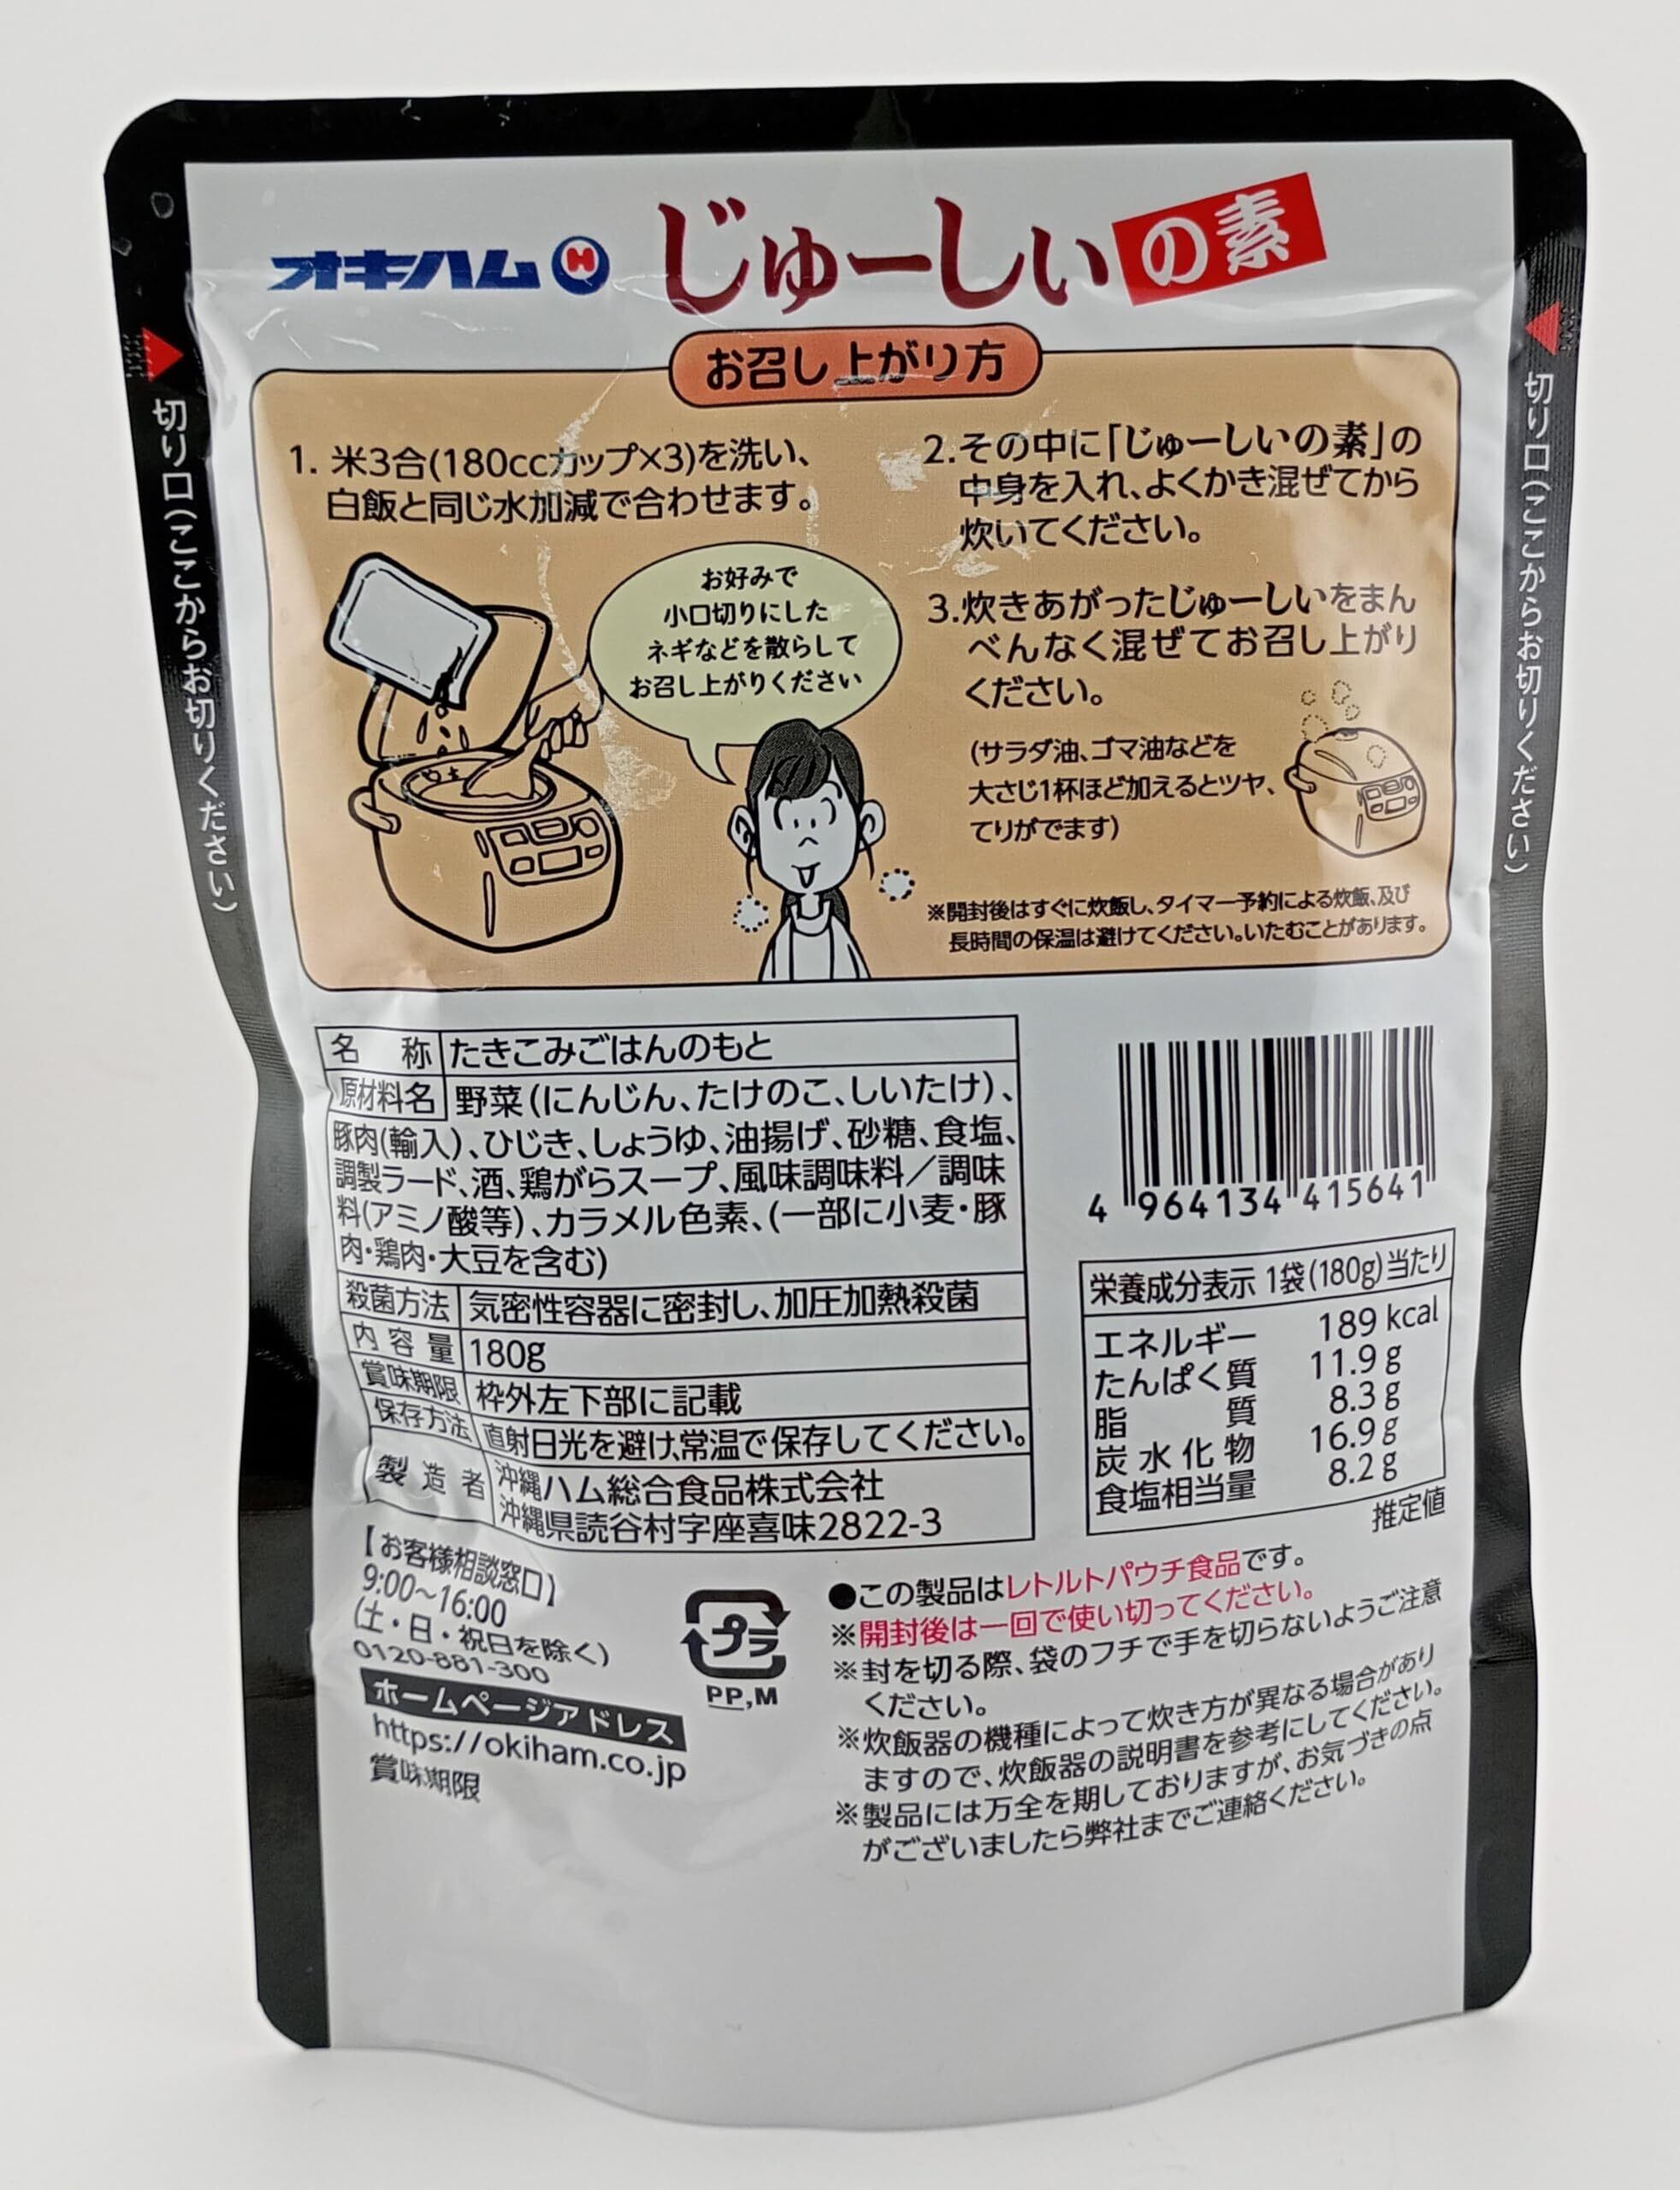 オキハム
じゅーしぃの素
お召し上がり方
1. 米3合(180ccカップ×3)を洗い、
白飯と同じ水加減で合わせます。
2.その中に「じゅーしぃの素」の
中身を入れ、よくかき混ぜてから
炊いてください。
3.炊きあがったじゅーしぃをまん
べんなく混ぜてお召し上がり
ください。
(サラダ油、ゴマ油などを
大さじ1杯ほど加えるとツヤ、
てりがでます)
※開封後はすぐに炊飯し、タイマー予約による炊飯、及び
長時間の保温は避けてください。いたむことがあります。
お好みで
小口切りにした
ネギなどを散らして
お召し上がりください
切り口(ここからお切りください)
切り口(ここからお切りください)
名 称 たきこみごはんのもと
原材料名 野菜(にんじん、たけのこ、しいたけ)、
豚肉(輸入)、ひじき、しょうゆ、油揚げ、砂糖、食塩、
調製ラード、酒、鶏がらスープ、風味調味料/調味
料(アミノ酸等)、カラメル色素、(一部に小麦・豚
肉・鶏肉・大豆を含む)
殺菌方法 気密性容器に密封し、加圧加熱殺菌
内容量 180g
賞味期限 枠外左下部に記載
保存方法 直射日光を避け、常温で保存してください。
製造者 沖縄ハム総合食品株式会社
沖縄県読谷村字座喜味2822-3
4 964134 415641
栄養成分表示 1袋(180g)当たり
エネルギー 189 kcal
たんぱく質 11.9 g
脂質 8.3 g
炭水化物 16.9 g
食塩相当量 8.2 g
推定値
【お客様相談窓口】
9:00~16:00
(土・日・祝日を除く)
0120-881-300
ホームページアドレス
https://okiham.co.jp
賞味期限
プラ
PP,M
●この製品はレトルトパウチ食品です。
※開封後は一回で使い切ってください。
※封を切る際、袋のフチで手を切らないようご注意
ください。
※炊飯器の機種によって炊き方が異なる場合があり
ますので、炊飯器の説明書を参考にしてください。
※製品には万全を期しておりますが、お気づきの点
がございましたら弊社までご連絡ください。